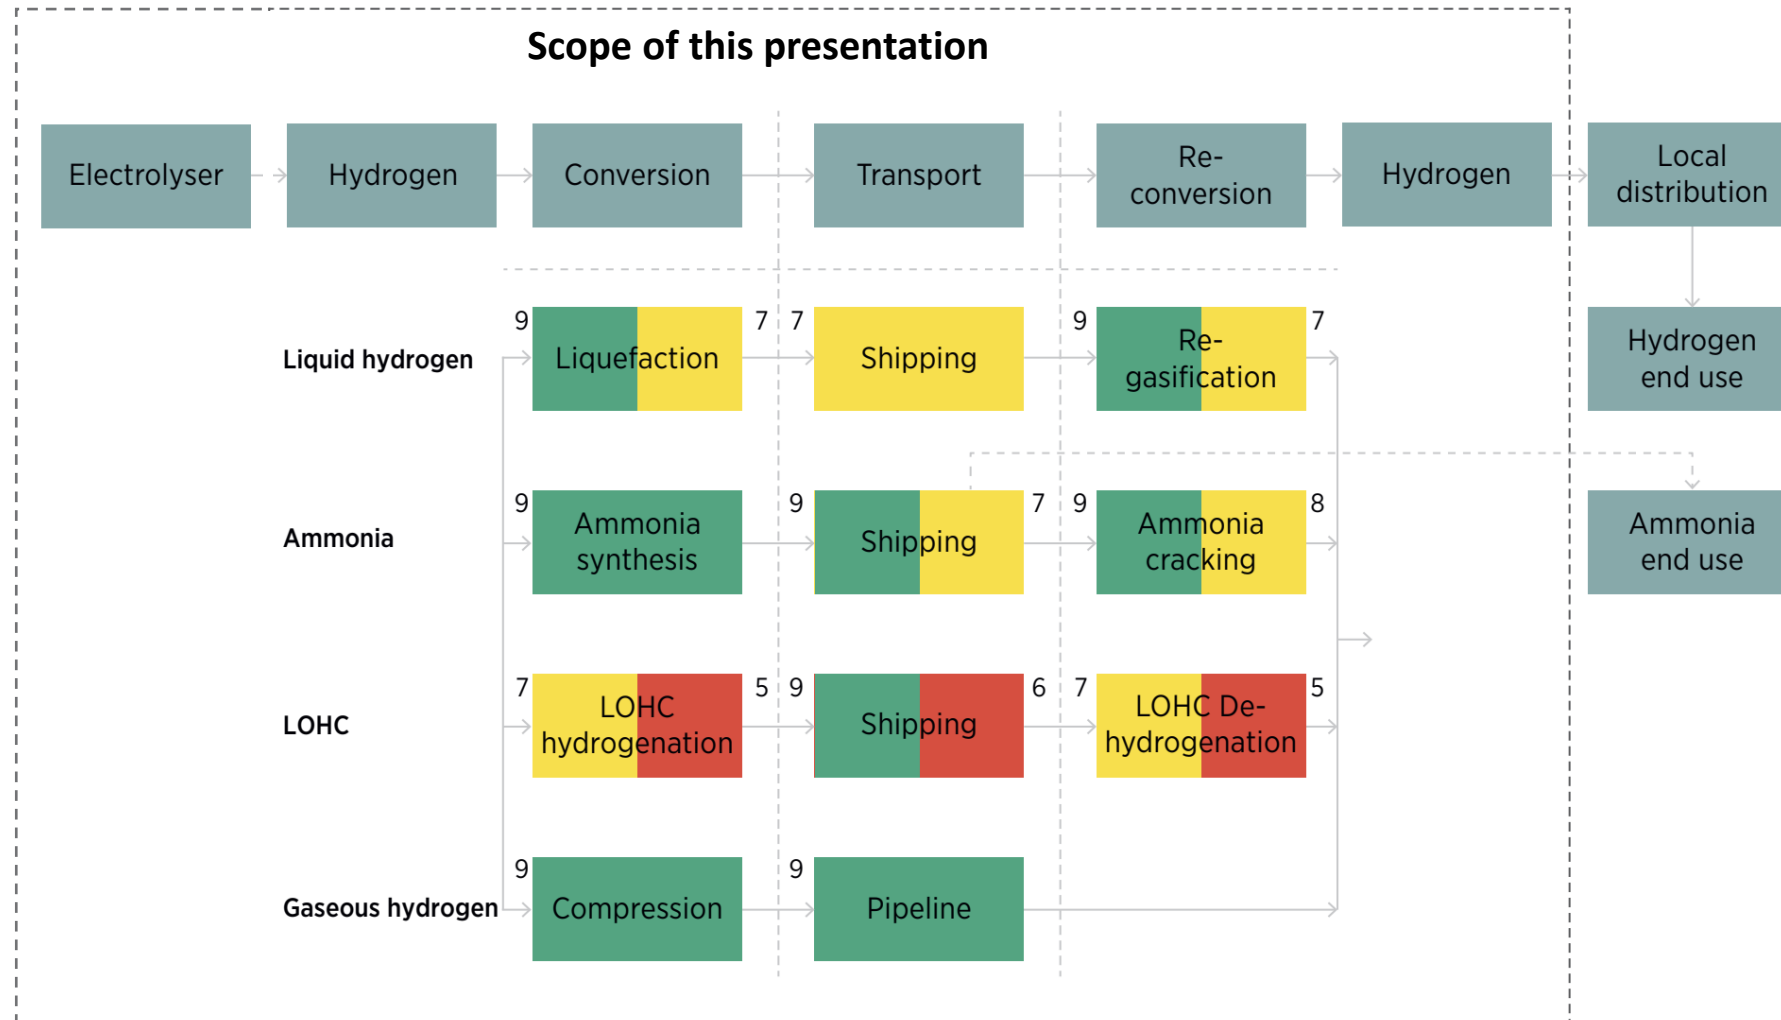 Scope of this presentation
Electrolyser
Hydrogen
Conversion
Transport
Re-
conversion
Hydrogen
Local
distribution
Liquid hydrogen
9
Liquefaction
7
7
Shipping
9
Re-
gasification
7
Hydrogen
end use
Ammonia
9
Ammonia
synthesis
9
Shipping
7
9
Ammonia
cracking
8
Ammonia
end use
LOHC
7
LOHC
hydrogenation
5
9
Shipping
6
7
LOHC De-
hydrogenation
5
Gaseous hydrogen
9
Compression
9
Pipeline